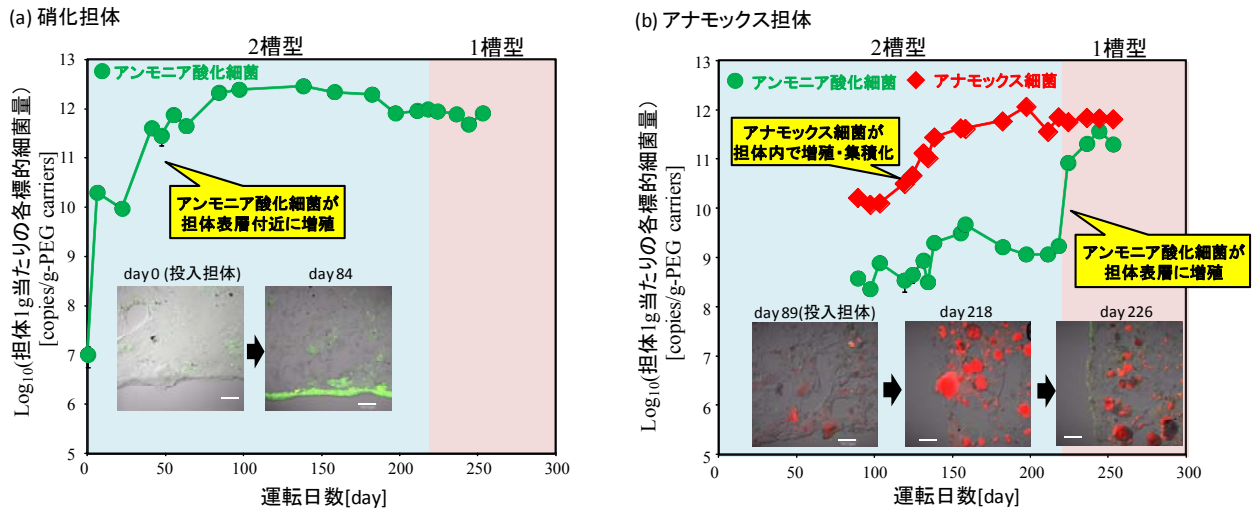 (a) 硝化担体
2槽型
1槽型
アンモニア酸化細菌
13
12
11
10
9
8
7
6
5
Log₁₀(担体1g当たりの各標的細菌量)
[copies/g-PEG carriers]
アンモニア酸化細菌が
担体表層付近に増殖
day 0 (投入担体)
day 84
0
50
100
150
200
250
300
運転日数[day]
(b) アナモックス担体
2槽型
1槽型
アンモニア酸化細菌
アナモックス細菌
13
12
11
10
9
8
7
6
5
Log₁₀(担体1g当たりの各標的細菌量)
[copies/g-PEG carriers]
アナモックス細菌が
担体内で増殖・集積化
アンモニア酸化細菌が
担体表層に増殖
day 89(投入担体)
day 218
day 226
0
50
100
150
200
250
300
運転日数[day]